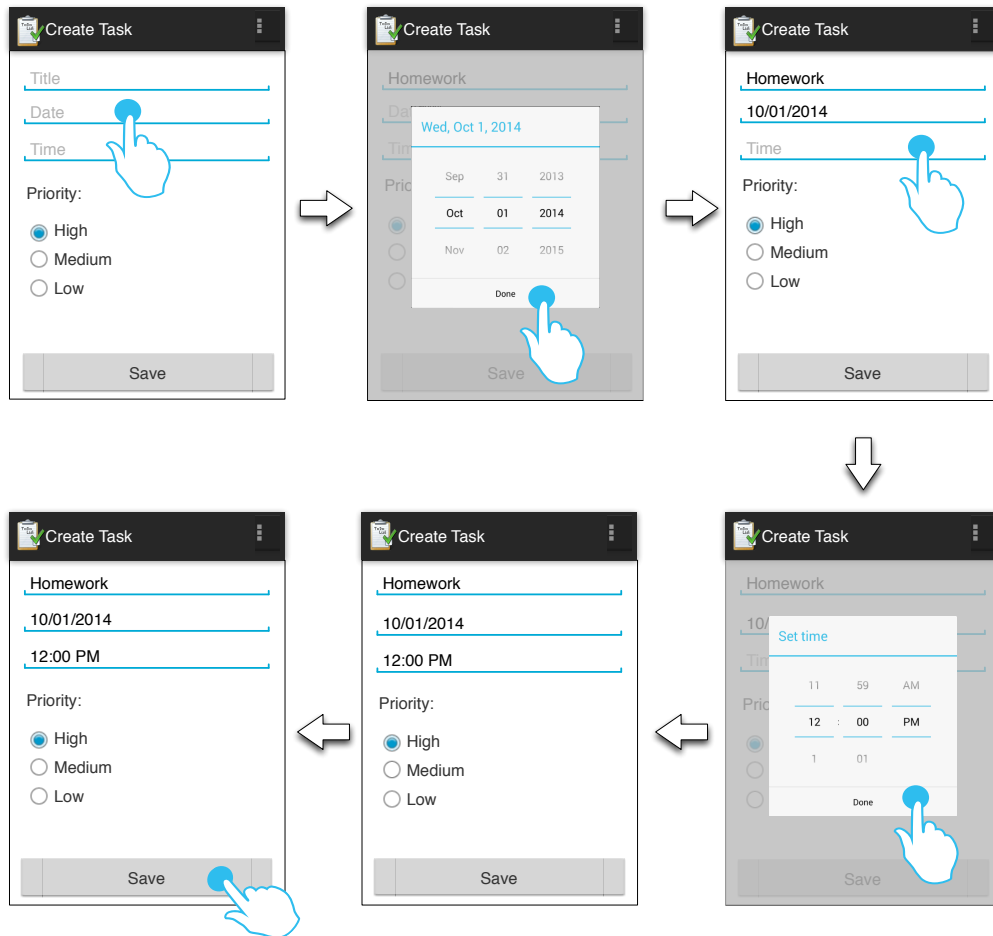 Create Task
Title
Date
Time
Priority:
High
Medium
Low
Save
Create Task
Homework
Wed, Oct 1, 2014
Sep 31 2013
Oct 01 2014
Nov 02 2015
Done
Save
Create Task
Homework
10/01/2014
Time
Priority:
High
Medium
Low
Save
Create Task
Homework
Set time
11 59 AM
12 : 00 PM
1 01
Done
Save
Create Task
Homework
10/01/2014
12:00 PM
Priority:
High
Medium
Low
Save
Create Task
Homework
10/01/2014
12:00 PM
Priority:
High
Medium
Low
Save